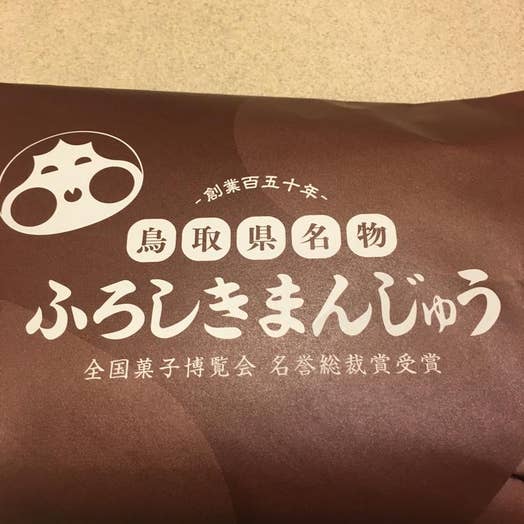 -創業百五十年-
鳥取県名物
ふろしきまんじゅう
全国菓子博覧会 名誉総裁賞受賞